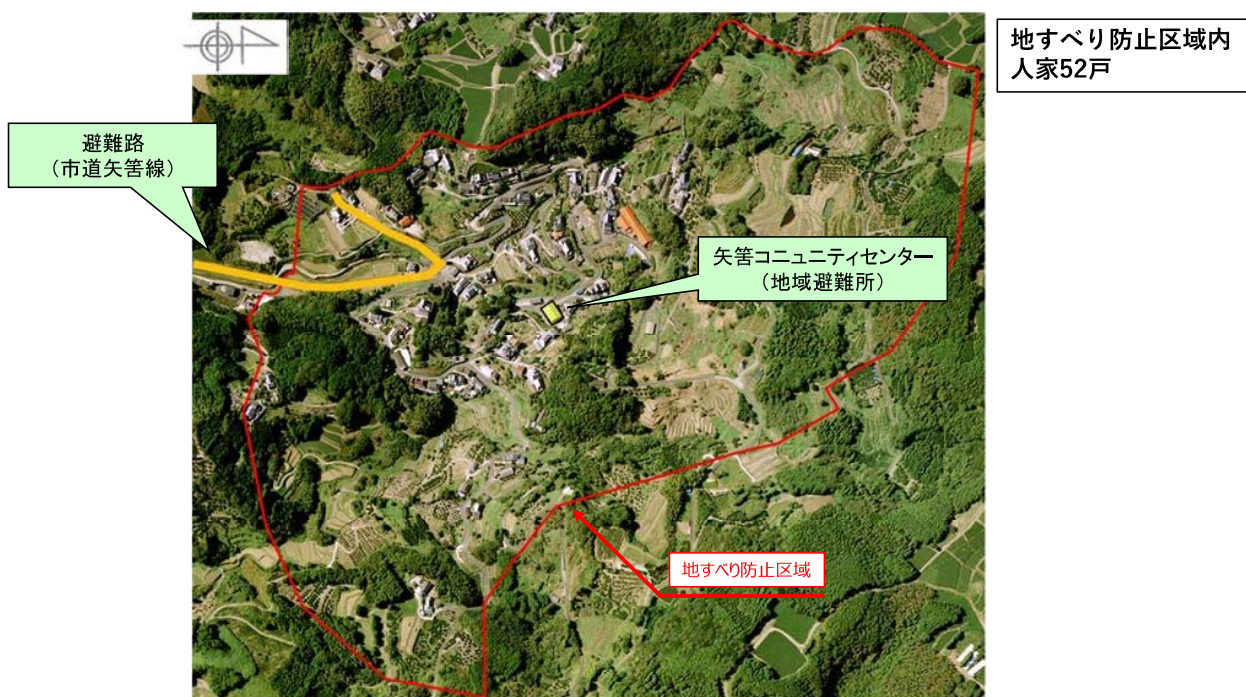 地すべり防止区域内
人家52戸
避難路
（市道矢筈線）
矢筈コニュニティセンター
（地域避難所）
地すべり防止区域